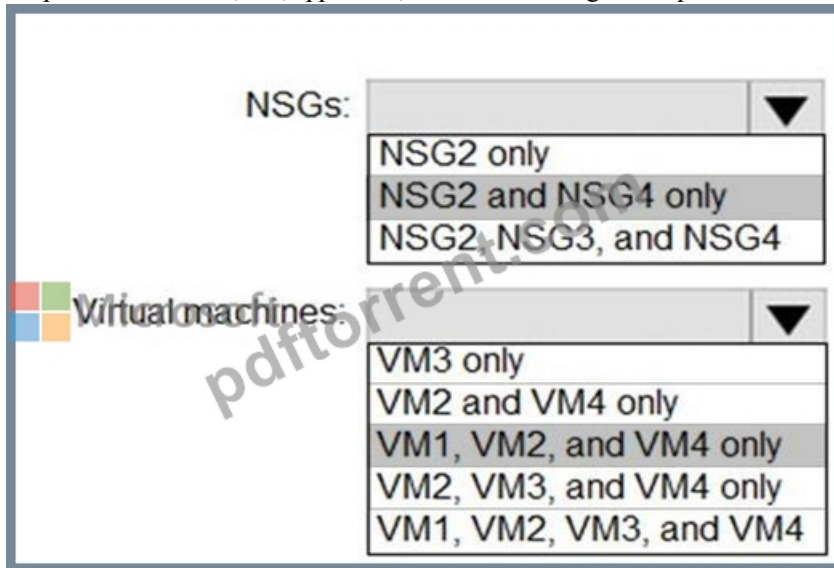 NSGs:
NSG2 only
NSG2 and NSG4 only
NSG2, NSG3, and NSG4
Microsoft
Virtual machines:
pdftorrent.com
VM3 only
VM2 and VM4 only
VM1, VM2, and VM4 only
VM2, VM3, and VM4 only
VM1, VM2, VM3, and VM4